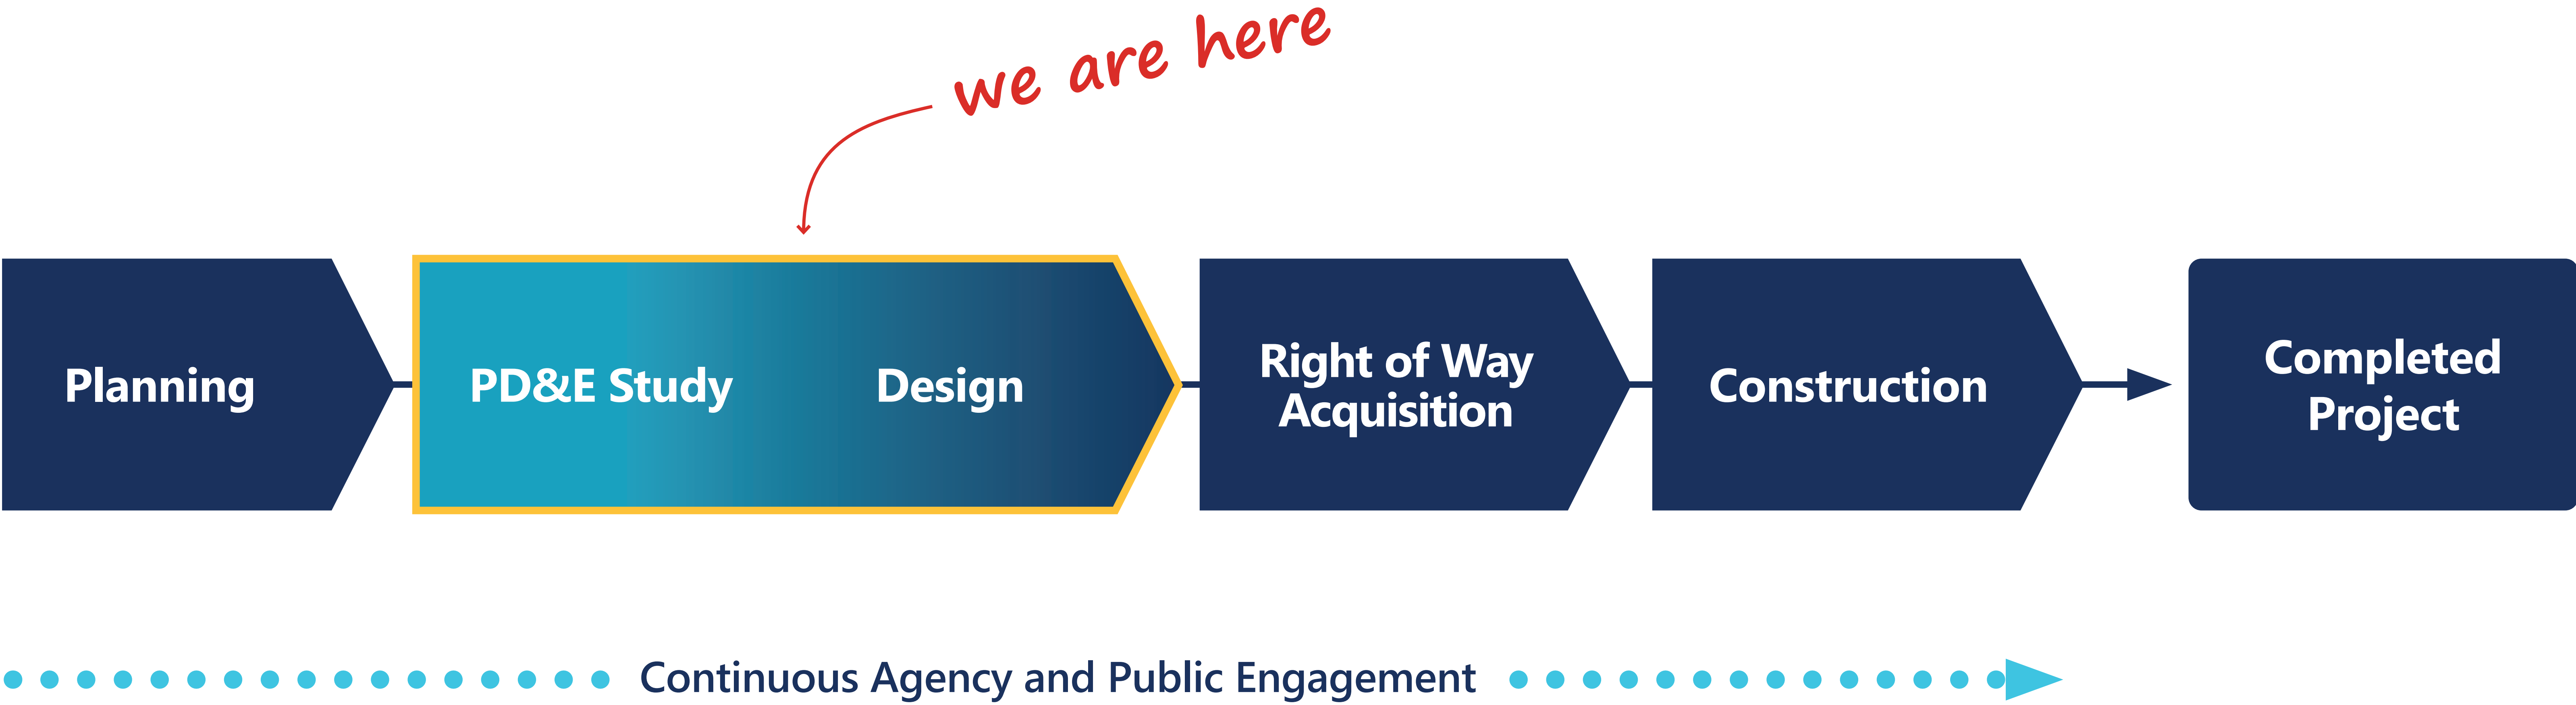 we are here
Planning
PD&E Study
Design
Right of Way
Acquisition
Construction
Completed
Project
Continuous Agency and Public Engagement